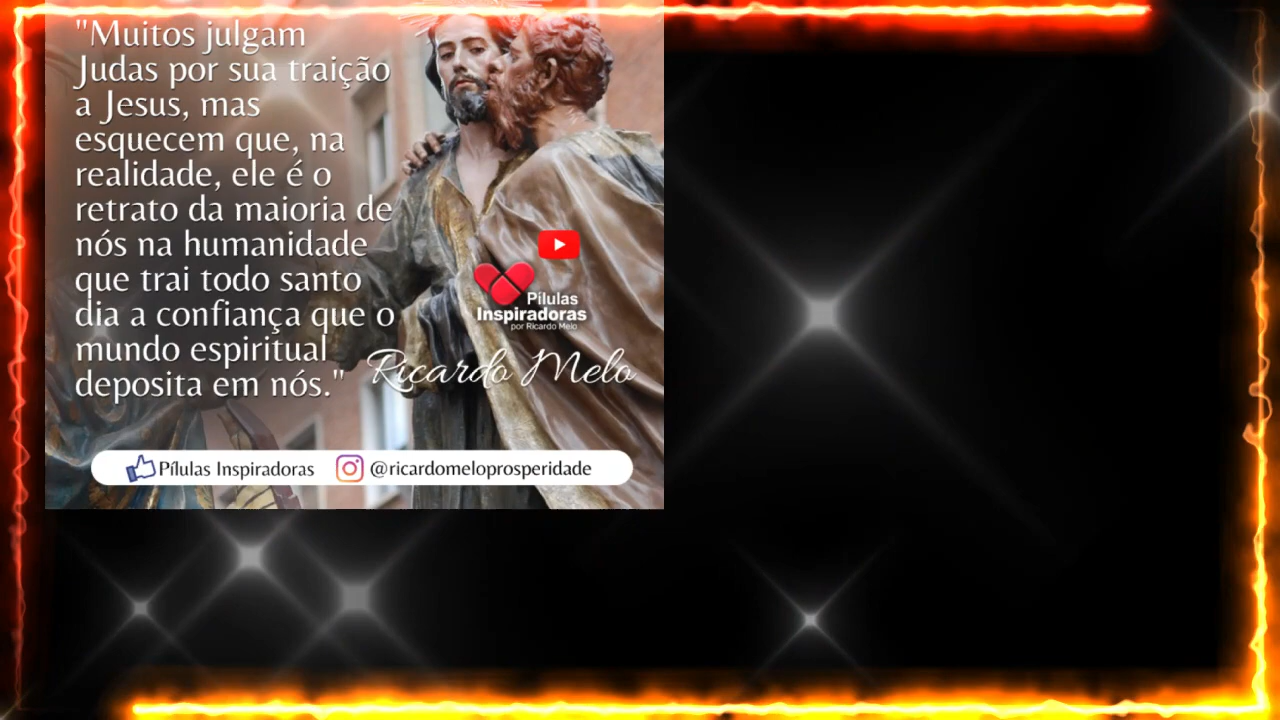 "Muitos julgam
Judas por sua traição
a Jesus, mas
esquecem que, na
realidade, ele é o
retrato da maioria de
nós na humanidade
que trai todo santo
dia a confiança que o
mundo espiritual
deposita em nós."
Pílulas
Inspiradoras
por Ricardo Melo
Ricardo Melo
Pílulas Inspiradoras @ricardomeloprosperidade